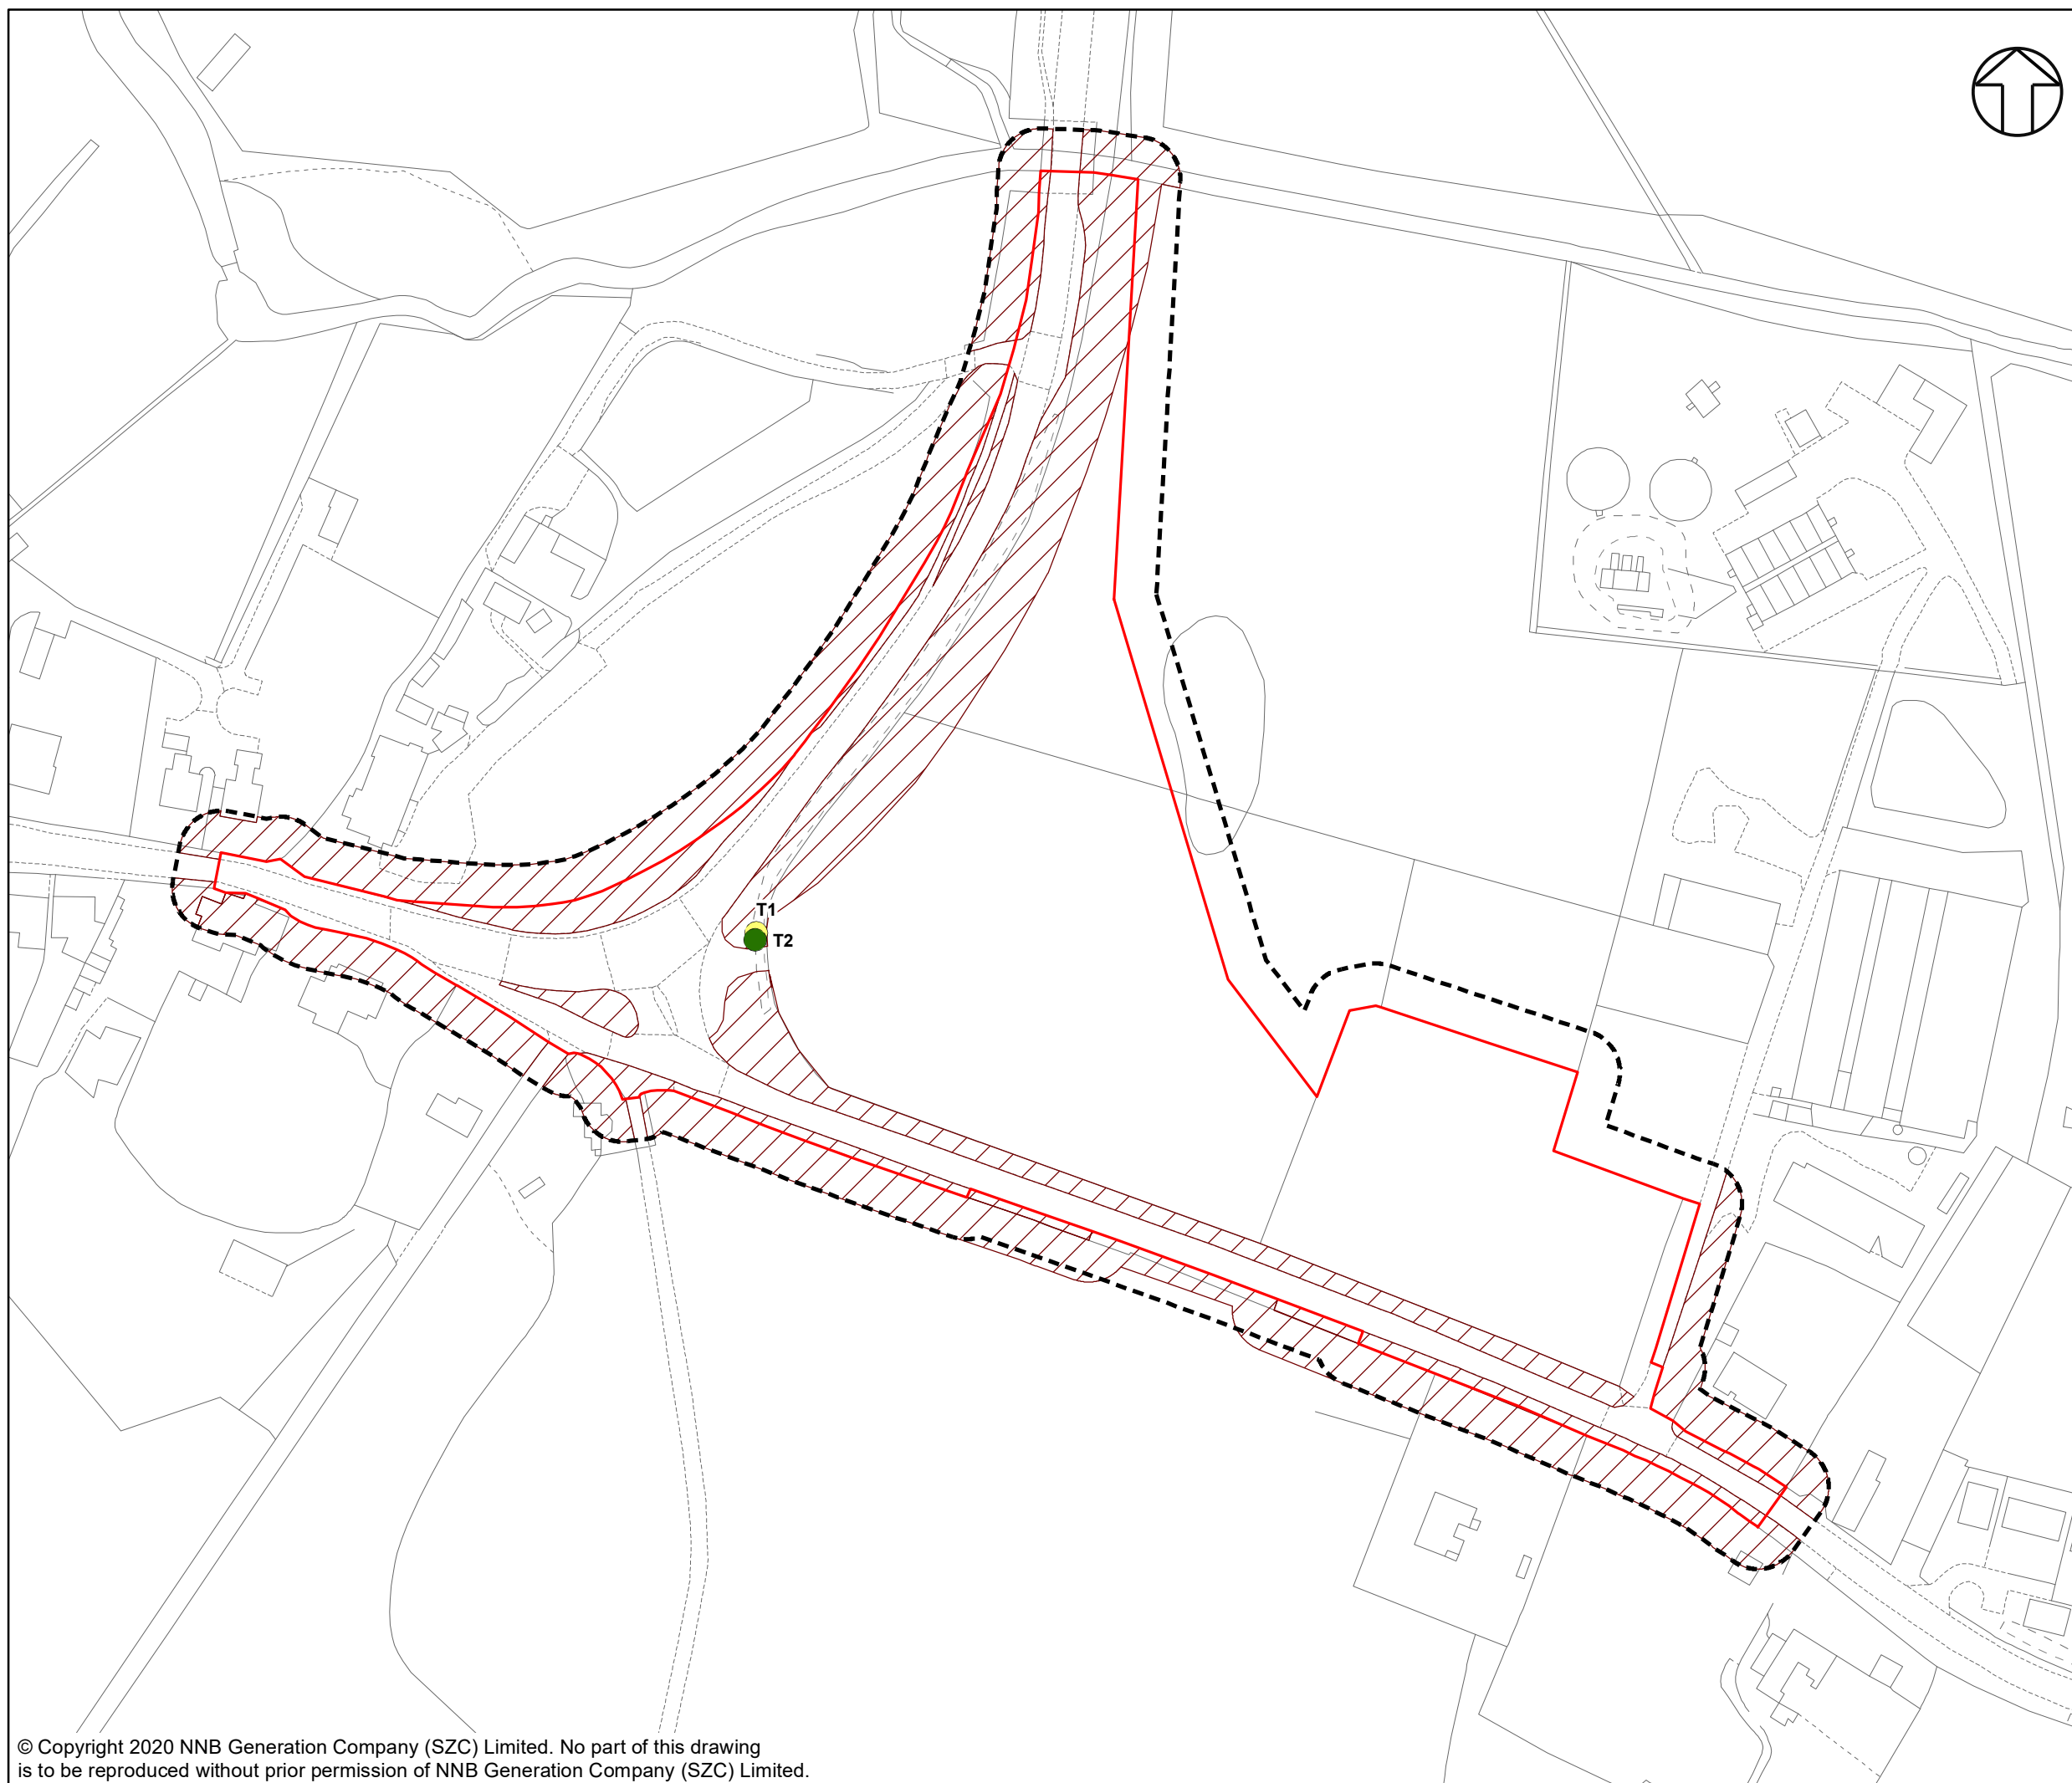 T1
T2
© Copyright 2020 NNB Generation Company (SZC) Limited. No part of this drawing
is to be reproduced without prior permission of NNB Generation Company (SZC) Limited.